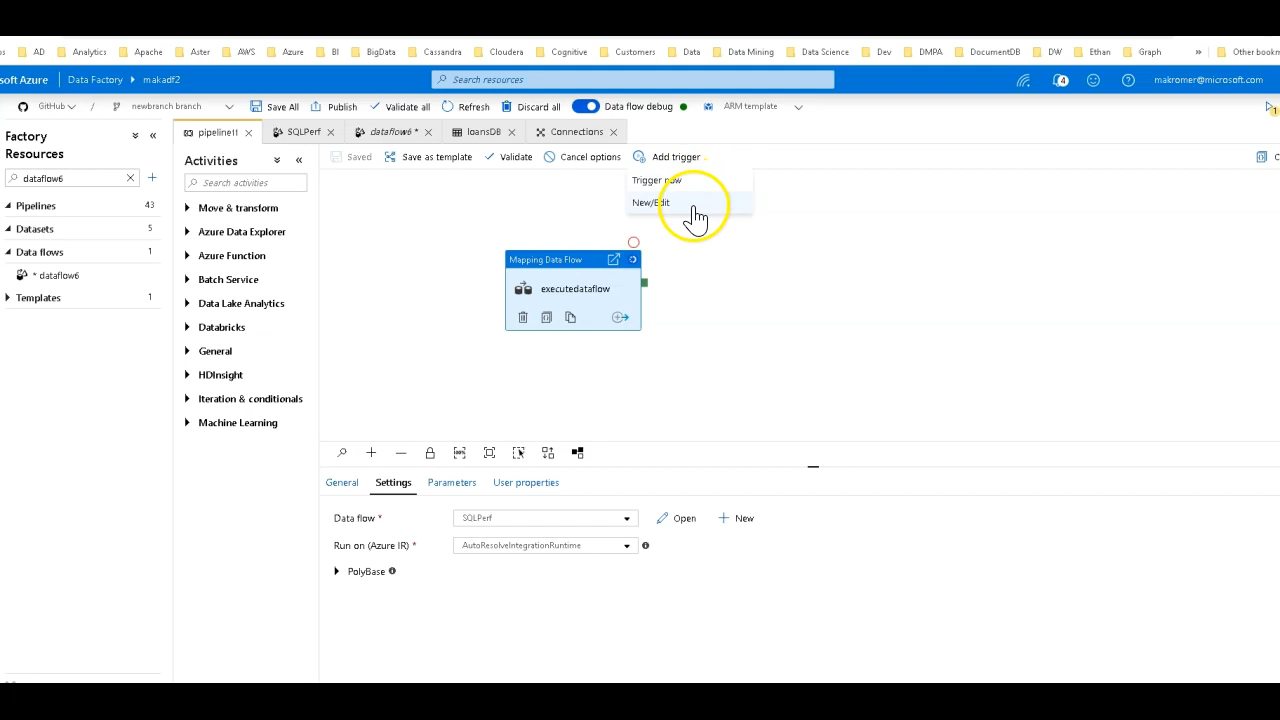 os AD Analytics Apache Aster AWS Azure BI BigData Cassandra Cloudera Cognitive Customers Data Data Mining Data Science Dev DMPA DocumentDB DW Ethan Graph » Other bookm
soft Azure Data Factory makadf2 Search resources 4 makromer@microsoft.com
GitHub / newbranch branch Save All Publish Validate all Refresh Discard all Data flow debug ARM template 1
Factory Resources
dataflow6
Pipelines 43
Datasets 5
Data flows 1
* dataflow6
Templates 1
pipeline11 SQLPerf dataflow6 * loansDB Connections
Activities
Search activities
Move & transform
Azure Data Explorer
Azure Function
Batch Service
Data Lake Analytics
Databricks
General
HDInsight
Iteration & conditionals
Machine Learning
Saved Save as template Validate Cancel options Add trigger C
Trigger now
New/Edit
Mapping Data Flow
executedataflow
100%
General Settings Parameters User properties
Data flow * SQLPerf Open New
Run on (Azure IR) * AutoResolveIntegrationRuntime
PolyBase